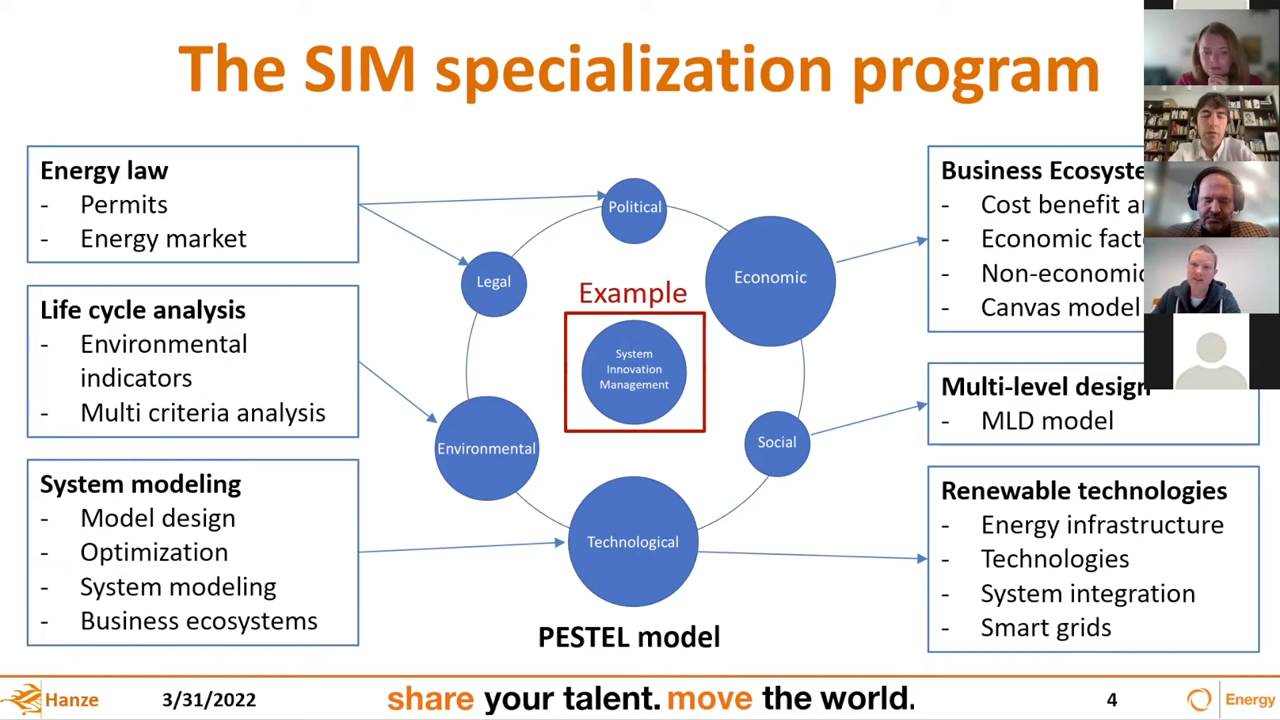 The SIM specialization program
Energy law
- Permits
- Energy market
Life cycle analysis
- Environmental
indicators
- Multi criteria analysis
System modeling
- Model design
- Optimization
- System modeling
- Business ecosystems
Political
Legal
Economic
Example
System
Innovation
Management
Environmental
Social
Technological
PESTEL model
Business
- Cost benefit
- Economic
- Non-economic
- Canvas model
Multi-level design
- MLD model
Renewable technologies
- Energy infrastructure
- Technologies
- System integration
- Smart grids
Hanze
3/31/2022
share your talent. move the world.
4
Energy